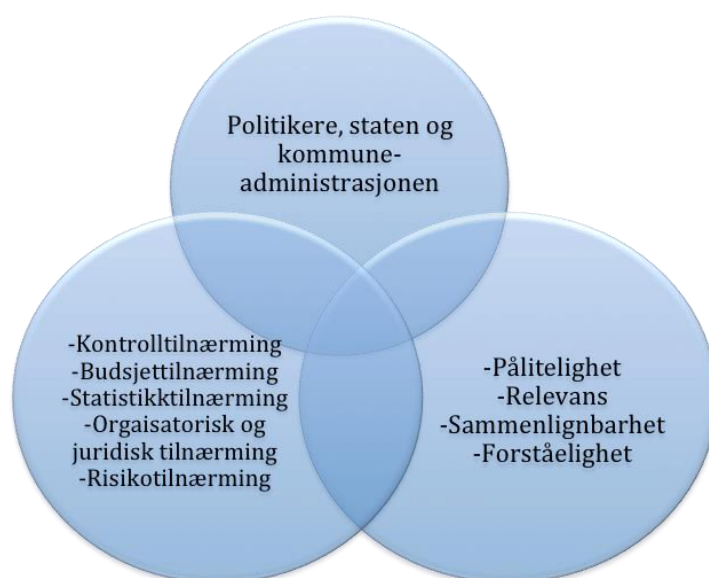 Politikere, staten og
kommune-
administrasjonen
-Kontrolltilnærming
-Budsjettilnærming
-Statistikktilnærming
-Orgaisatorisk og
juridisk tilnærming
-Risikotilnærming
-Pålitelighet
-Relevans
-Sammenlignbarhet
-Forståelighet